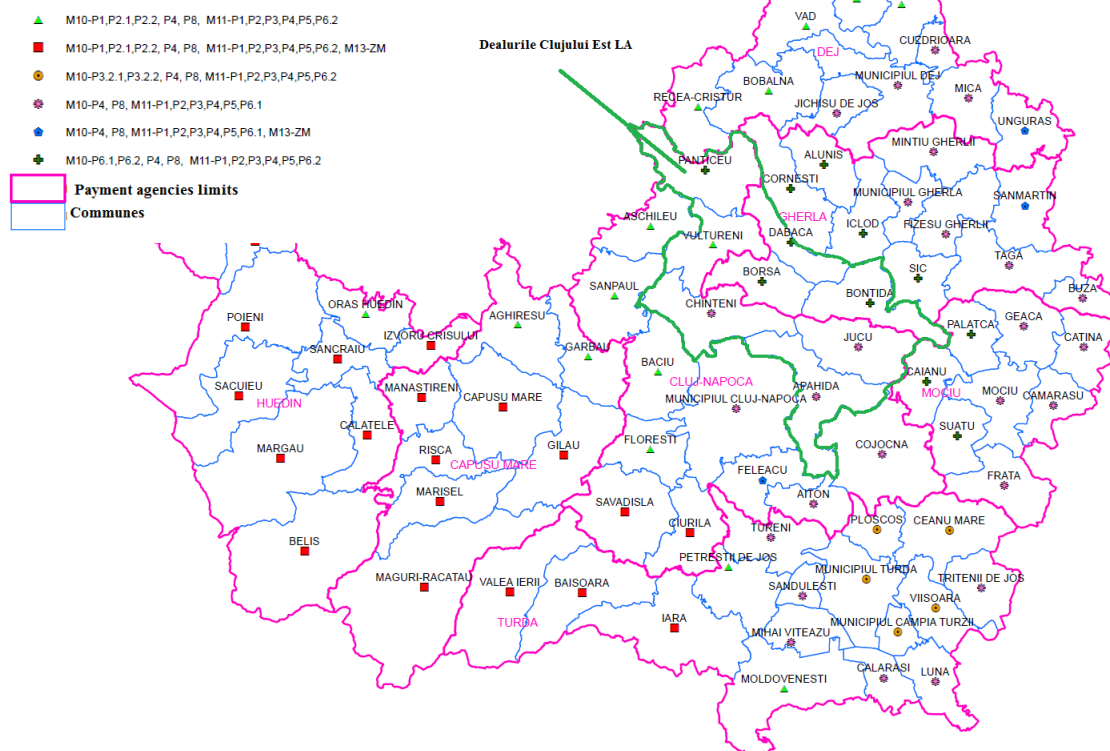 M10-P1,P2.1,P2.2, P4, P8, M11-P1,P2,P3,P4,P5,P6.2
M10-P1,P2.1,P2.2, P4, P8, M11-P1,P2,P3,P4,P5,P6.2, M13-ZM
M10-P3.2.1,P3.2.2, P4, P8, M11-P1,P2,P3,P4,P5,P6.2
M10-P4, P8, M11-P1,P2,P3,P4,P5,P6.1
M10-P4, P8, M11-P1,P2,P3,P4,P5,P6.1, M13-ZM
M10-P6.1,P6.2, P4, P8, M11-P1,P2,P3,P4,P5,P6.2
Payment agencies limits
Communes
Dealurile Clujului Est LA
VAD
DEJ
CUZDRIOARA
BOBALNA
MUNICIPIUL DEJ
RECEA-CRISTUR
JICHISU DE JOS
MICA
UNGURAS
MINTIU GHERLII
PANTICEU
ALUNIS
CORNESTI
MUNICIPIUL GHERLA
SANMARTIN
ASCHILEU
GHERLA
VULTURENI
DABACA
ICLOD
FIZESU GHERLII
TAGA
BORSA
SIC
SANPAUL
CHINTENI
BONTIDA
BUZA
ORAS HUEDIN
POIENI
AGHIRESU
PALATCA
GEACA
IZVORU CRISULUI
JUCU
CATINA
SANCRAIU
GARBAU
BACIU
CAIANU
SACUIEU
HUEDIN
MANASTIRENI
CAPUSU MARE
CLUJ-NAPOCA
MUNICIPIUL CLUJ-NAPOCA
APAHIDA
MOCIU
MOCIU
CAMARASU
CALATELE
MARGAU
RISCA
CAPUSU MARE
GILAU
FLORESTI
COJOCNA
SUATU
FELEACU
FRATA
MARISEL
SAVADISLA
AITON
CIURILA
TURENI
PLOSCOS
CEANU MARE
BELIS
PETRESTII DE JOS
MAGURI-RACATAU
VALEA IERII
BAISOARA
MUNICIPIUL TURDA
SANDULESTI
TRITENII DE JOS
VIISOARA
TURDA
IARA
MIHAI VITEAZU
MUNICIPIUL CAMPIA TURZII
MOLDOVENESTI
CALARASI
LUNA